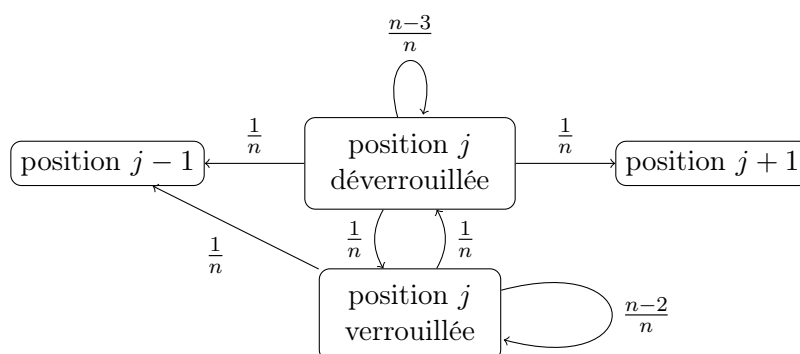 n−3
n
1
n
position j
déverrouillée
1
n
position j − 1
position j + 1
1
n
1
n
1
n
position j
verrouillée
n−2
n